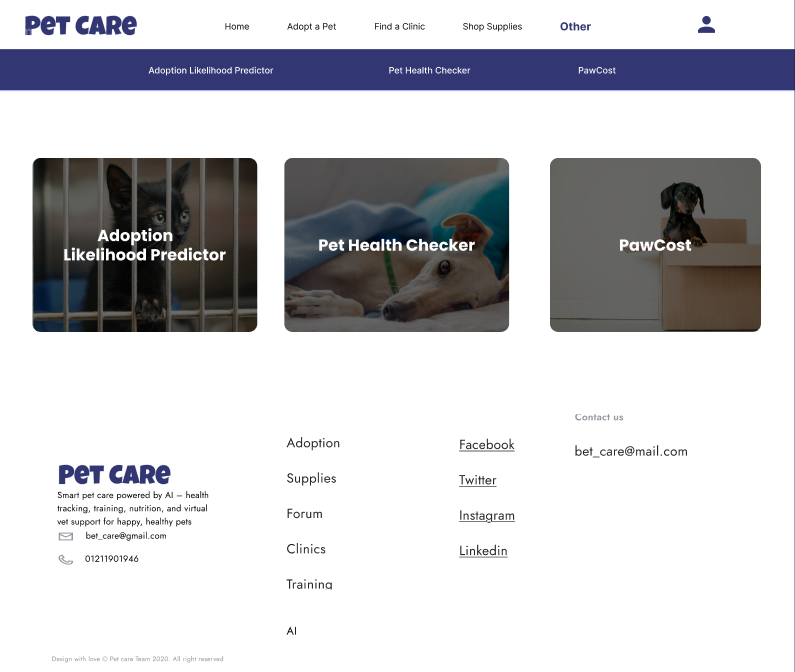 PeT CaRe
Home
Adopt a Pet
Find a Clinic
Shop Supplies
Other
Adoption Likelihood Predictor
Pet Health Checker
PawCost
Adoption
Likelihood Predictor
Pet Health Checker
PawCost
PeT CaRe
Smart pet care powered by AI – health
tracking, training, nutrition, and virtual
vet support for happy, healthy pets
bet_care@gmail.com
01211901946
Adoption
Supplies
Forum
Clinics
Training
AI
Facebook
Twitter
Instagram
Linkedin
Contact us
bet_care@mail.com
Design with love © Pet care Team 2020. All right reserved